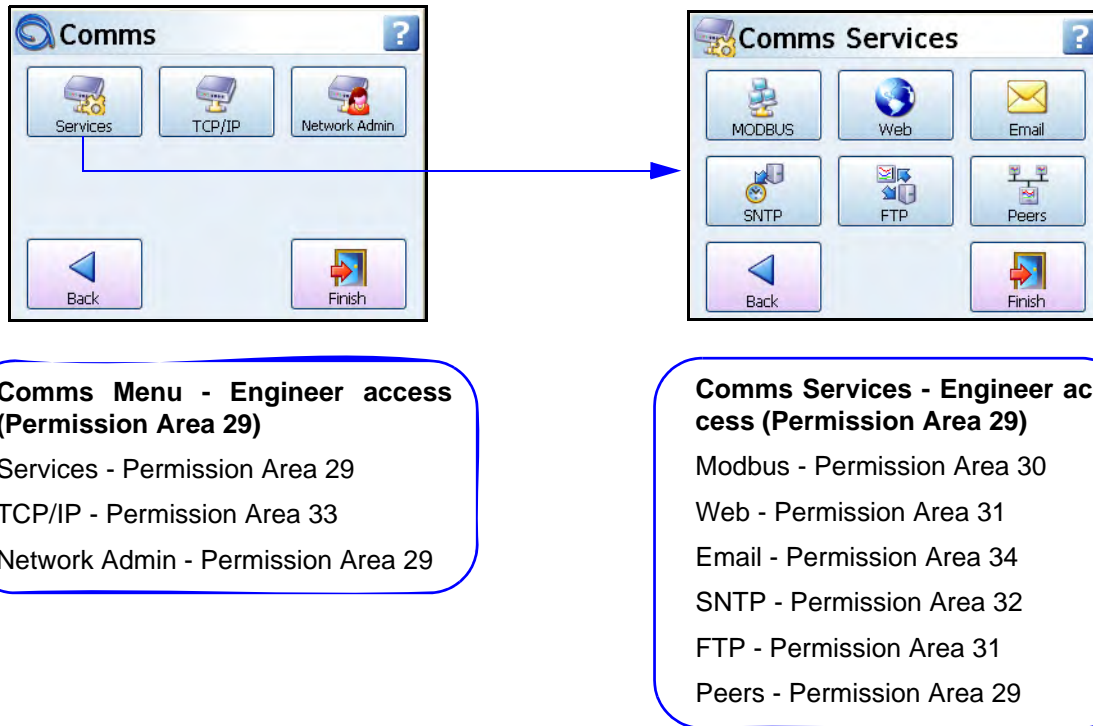 Comms
?
Services
TCP/IP
Network Admin
Back
Finish
Comms Services
?
MODBUS
Web
Email
SNTP
FTP
Peers
Back
Finish
Comms Menu - Engineer access
(Permission Area 29)
Services - Permission Area 29
TCP/IP - Permission Area 33
Network Admin - Permission Area 29
Comms Services - Engineer ac
cess (Permission Area 29)
Modbus - Permission Area 30
Web - Permission Area 31
Email - Permission Area 34
SNTP - Permission Area 32
FTP - Permission Area 31
Peers - Permission Area 29